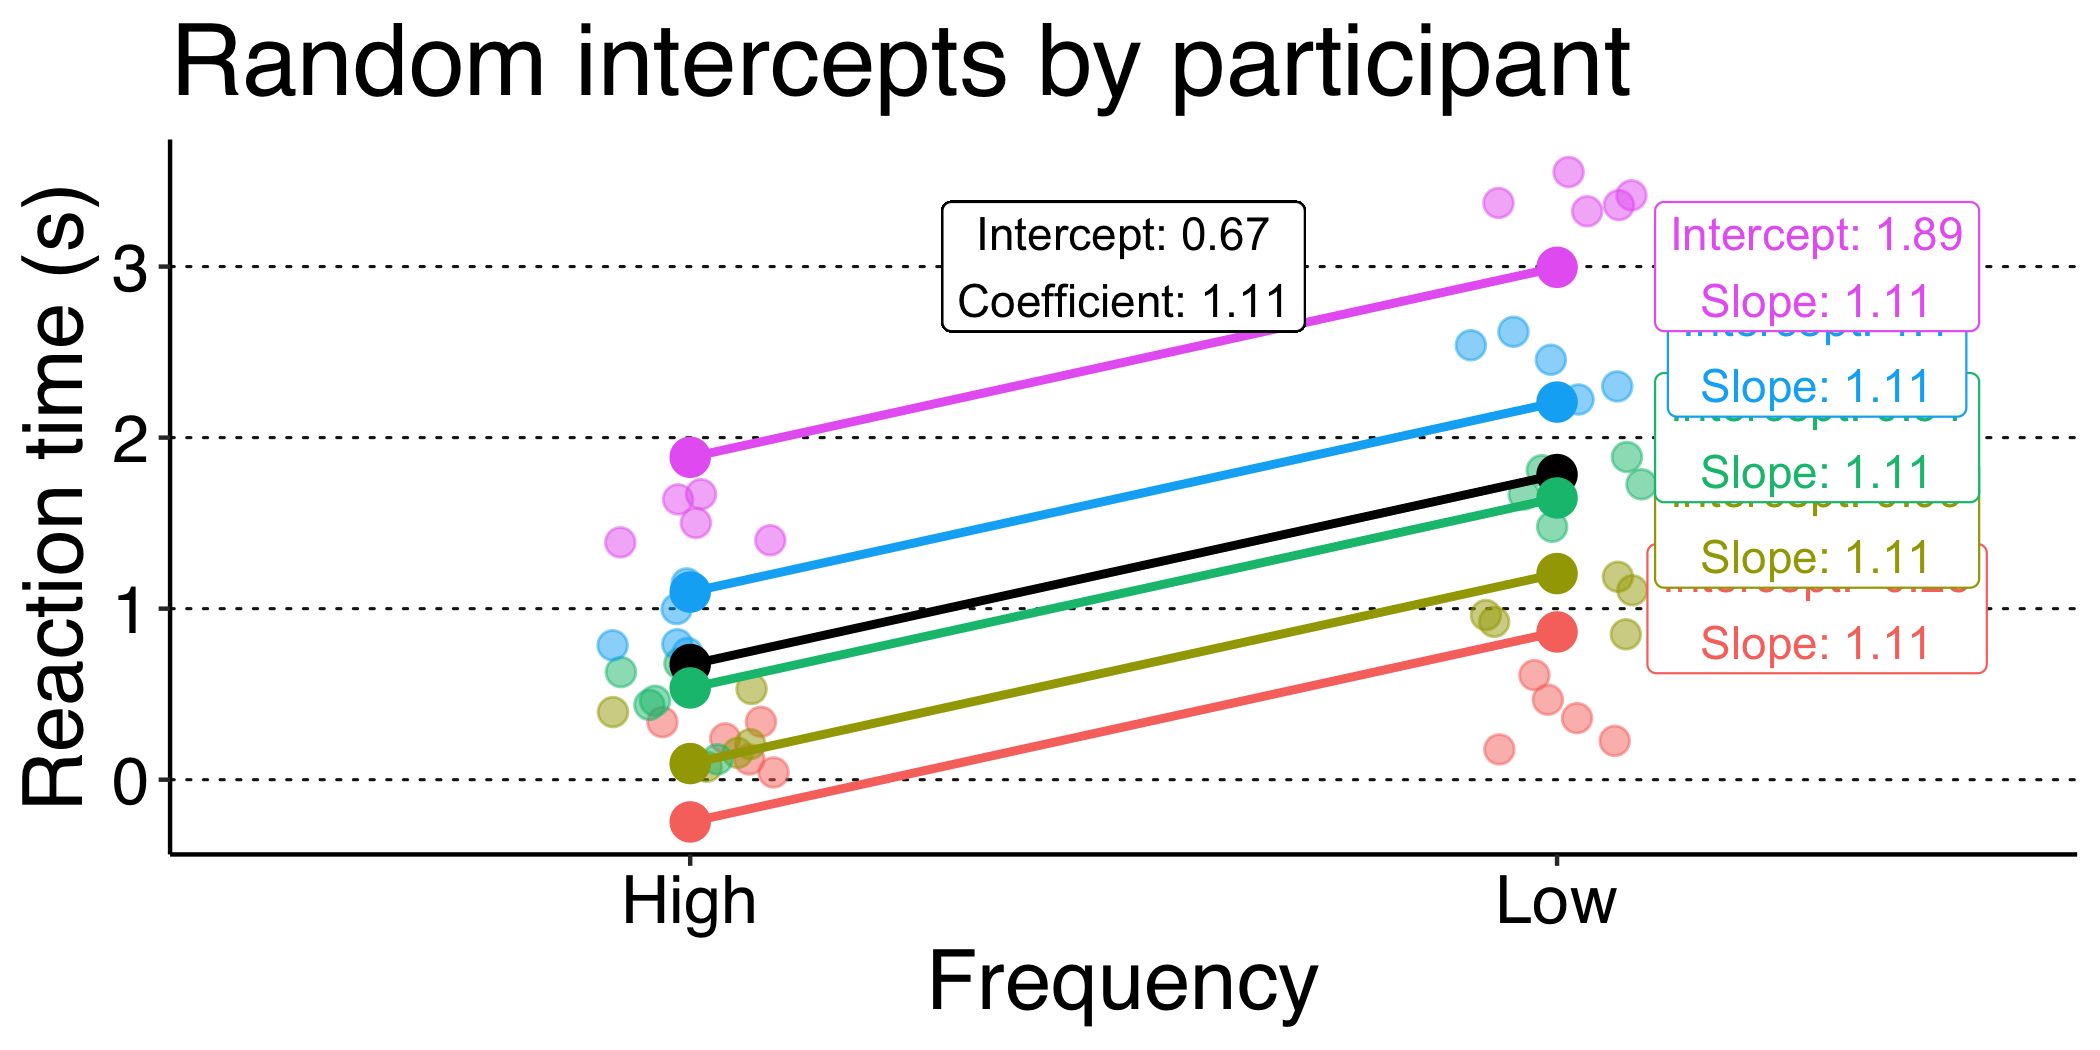 Random intercepts by participant
Reaction time (s)
3
2
1
0
Intercept: 0.67
Coefficient: 1.11
Intercept: 1.89
Slope: 1.11
Slope: 1.11
Slope: 1.11
Slope: 1.11
Slope: 1.11
High
Low
Frequency